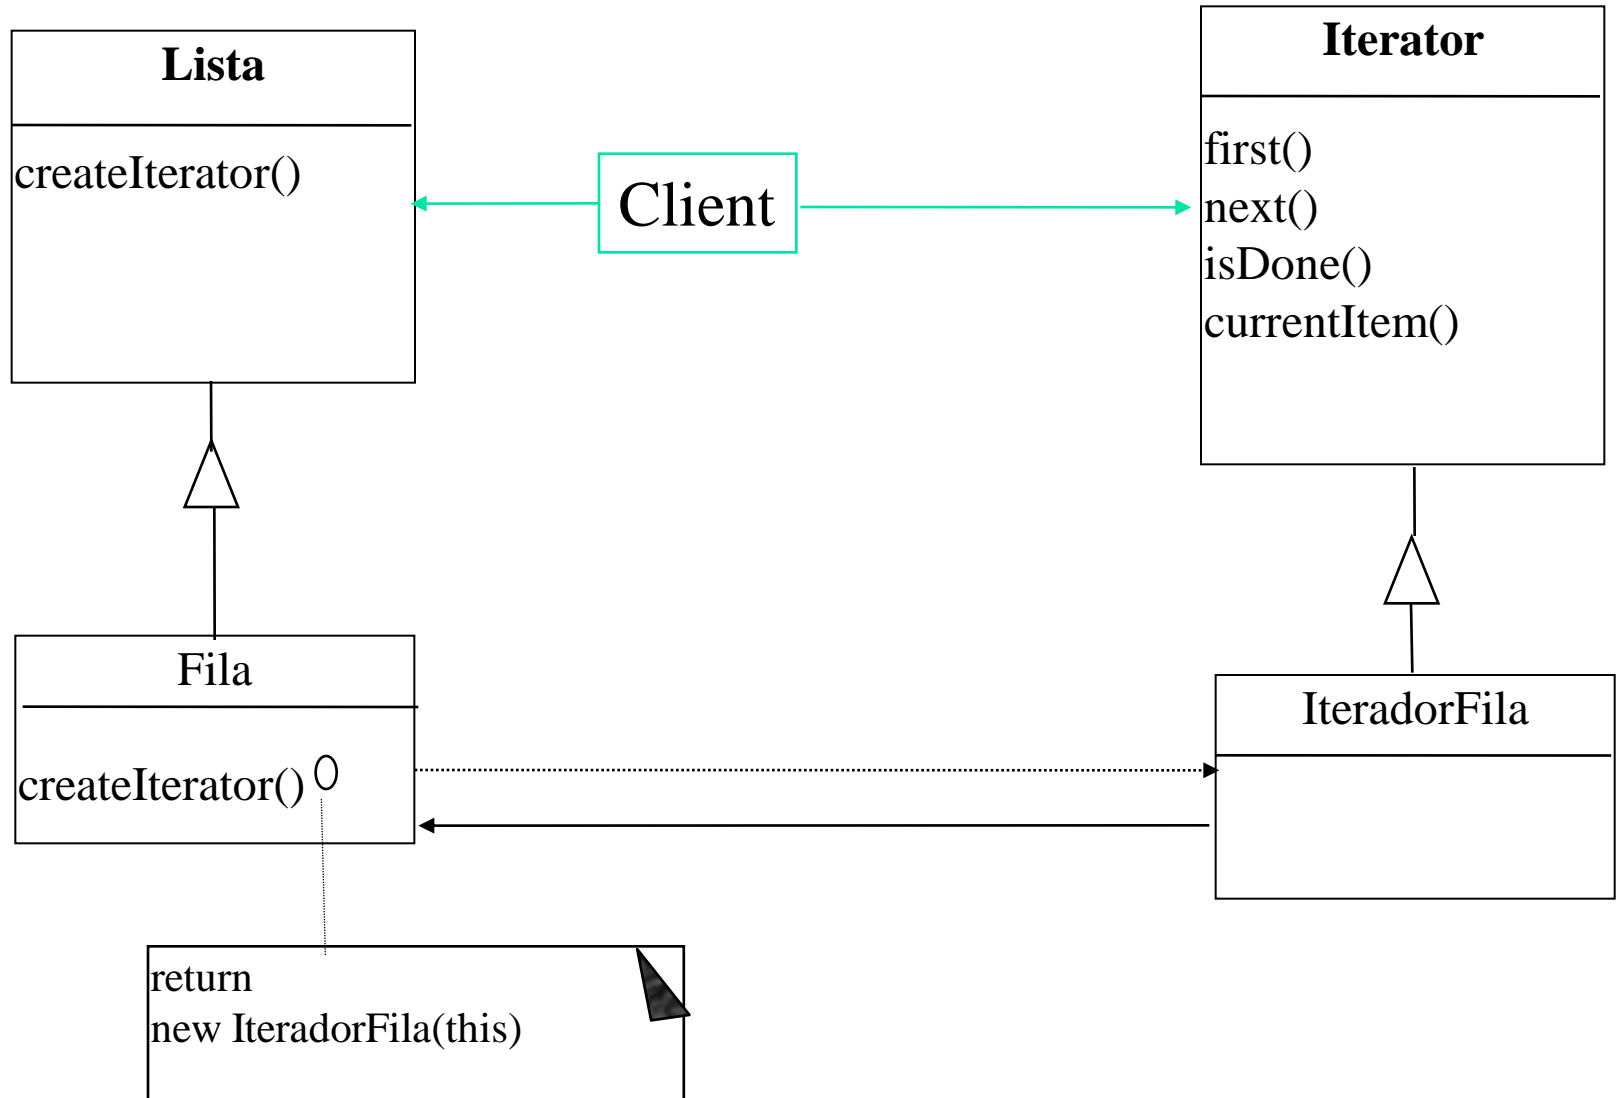 Lista
createIterator()
Client
Iterator
first()
next()
isDone()
currentItem()
Fila
createIterator()
IteradorFila
return
new IteradorFila(this)